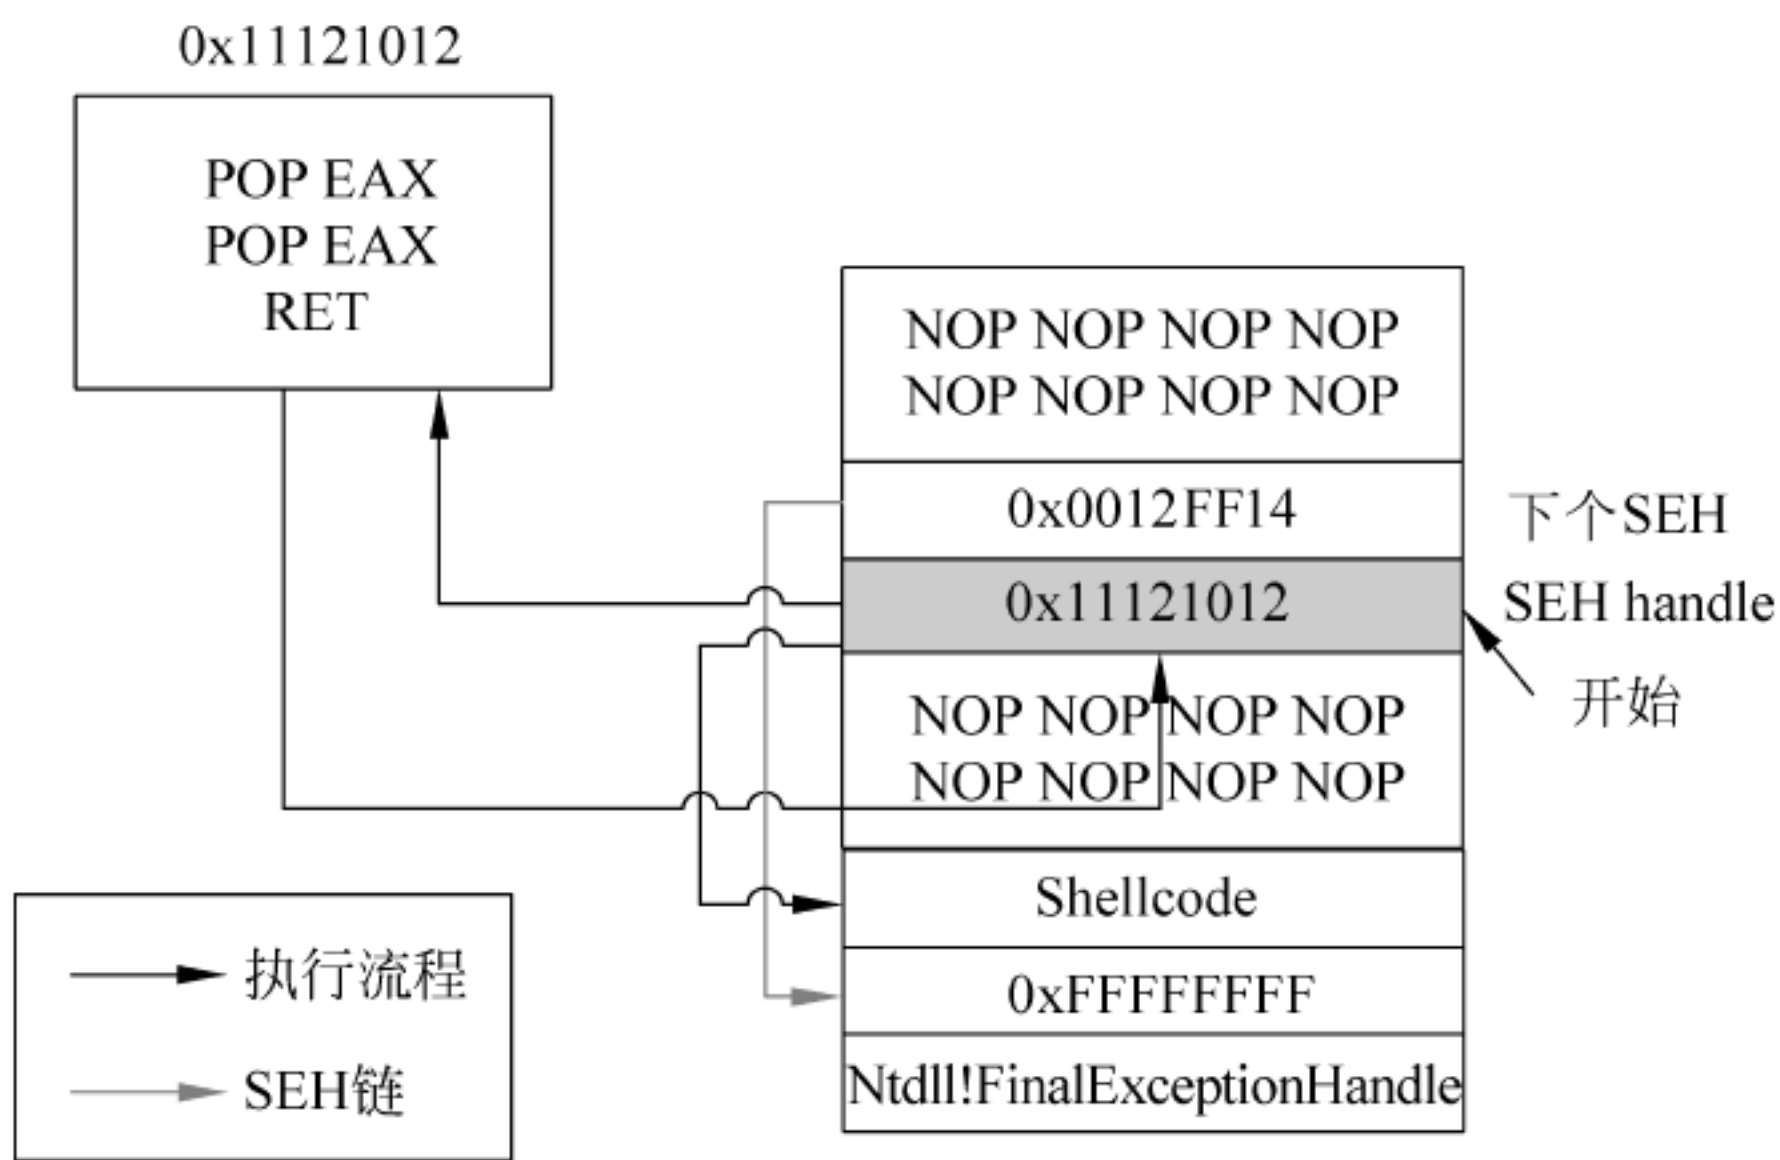 0x11121012
POP EAX
POP EAX
RET
NOP NOP NOP NOP
NOP NOP NOP NOP
0x0012FF14
下个SEH
0x11121012
SEH handle
开始
NOP NOP NOP NOP
NOP NOP NOP NOP
Shellcode
0xFFFFFFFF
Ntdll!FinalExceptionHandle
执行流程
SEH链